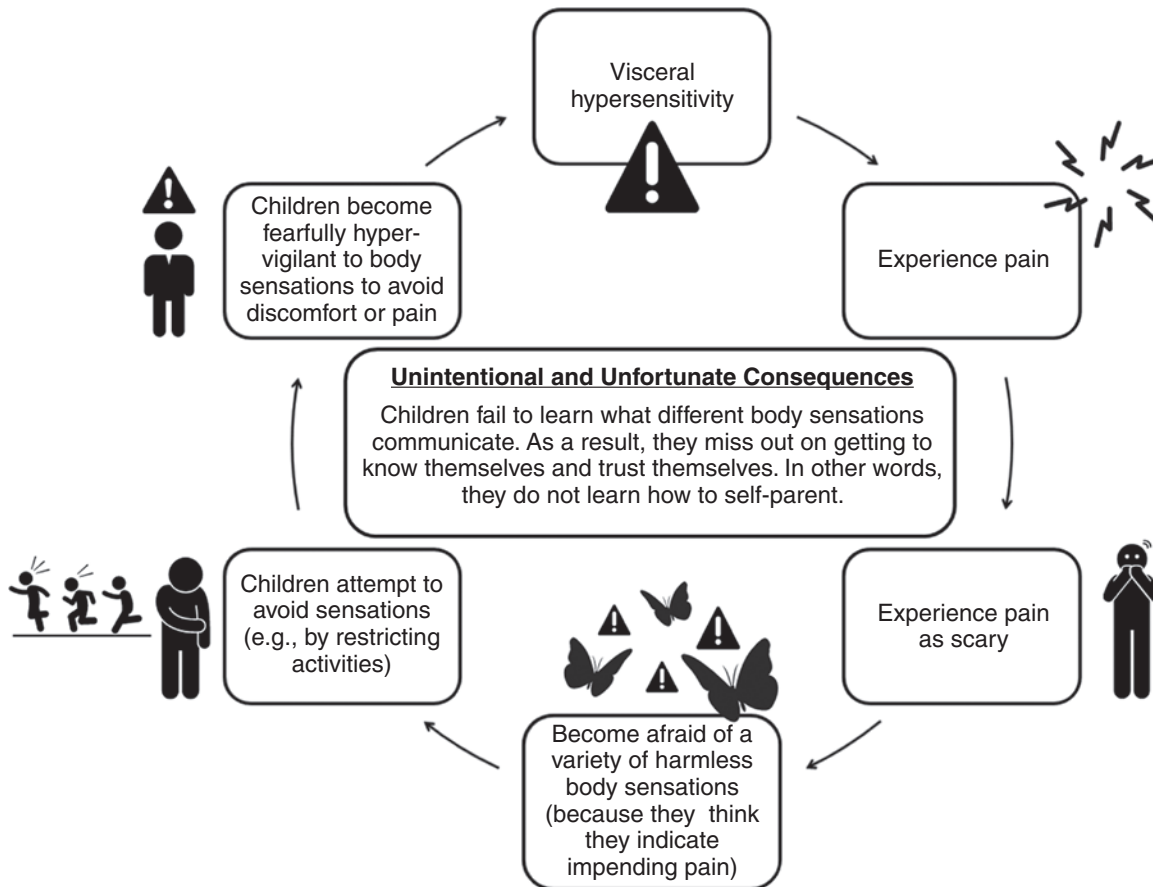 Visceral
hypersensitivity
Experience pain
Experience pain
as scary
Become afraid of a
variety of harmless
body sensations
(because they think
they indicate
impending pain)
Children attempt to
avoid sensations
(e.g., by restricting
activities)
Children become
fearfully hyper-
vigilant to body
sensations to avoid
discomfort or pain
Unintentional and Unfortunate Consequences
Children fail to learn what different body sensations
communicate. As a result, they miss out on getting to
know themselves and trust themselves. In other words,
they do not learn how to self-parent.